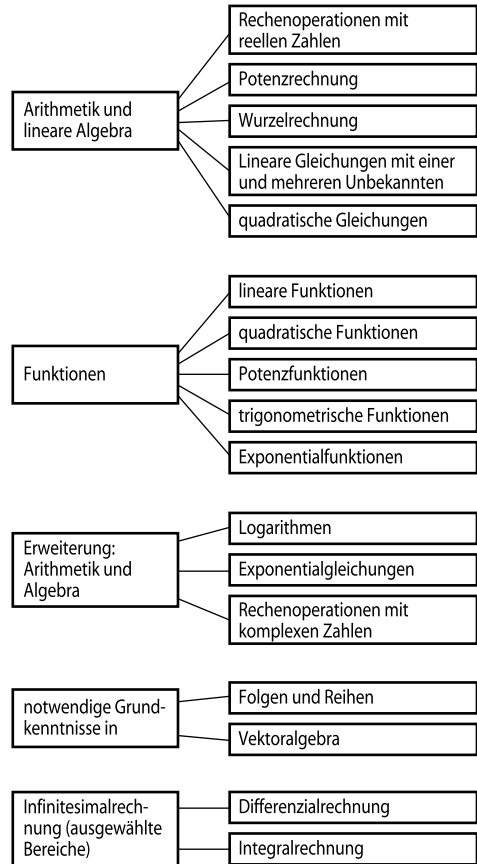 Arithmetik und
lineare Algebra
Rechenoperationen mit
reellen Zahlen
Potenzrechnung
Wurzelrechnung
Lineare Gleichungen mit einer
und mehreren Unbekannten
quadratische Gleichungen
Funktionen
lineare Funktionen
quadratische Funktionen
Potenzfunktionen
trigonometrische Funktionen
Exponentialfunktionen
Erweiterung:
Arithmetik und
Algebra
Logarithmen
Exponentialgleichungen
Rechenoperationen mit
komplexen Zahlen
notwendige Grund-
kenntnisse in
Folgen und Reihen
Vektoralgebra
Infinitesimalrech-
nung (ausgewählte
Bereiche)
Differenzialrechnung
Integralrechnung